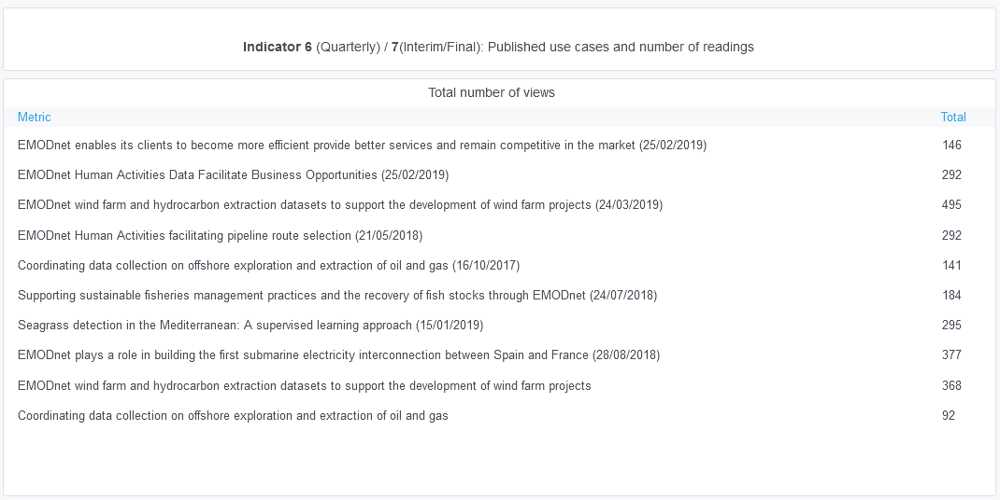 Indicator 6 (Quarterly) / 7(Interim/Final): Published use cases and number of readings
Total number of views
Metric Total
EMODnet enables its clients to become more efficient provide better services and remain competitive in the market (25/02/2019) 146
EMODnet Human Activities Data Facilitate Business Opportunities (25/02/2019) 292
EMODnet wind farm and hydrocarbon extraction datasets to support the development of wind farm projects (24/03/2019) 495
EMODnet Human Activities facilitating pipeline route selection (21/05/2018) 292
Coordinating data collection on offshore exploration and extraction of oil and gas (16/10/2017) 141
Supporting sustainable fisheries management practices and the recovery of fish stocks through EMODnet (24/07/2018) 184
Seagrass detection in the Mediterranean: A supervised learning approach (15/01/2019) 295
EMODnet plays a role in building the first submarine electricity interconnection between Spain and France (28/08/2018) 377
EMODnet wind farm and hydrocarbon extraction datasets to support the development of wind farm projects 368
Coordinating data collection on offshore exploration and extraction of oil and gas 92